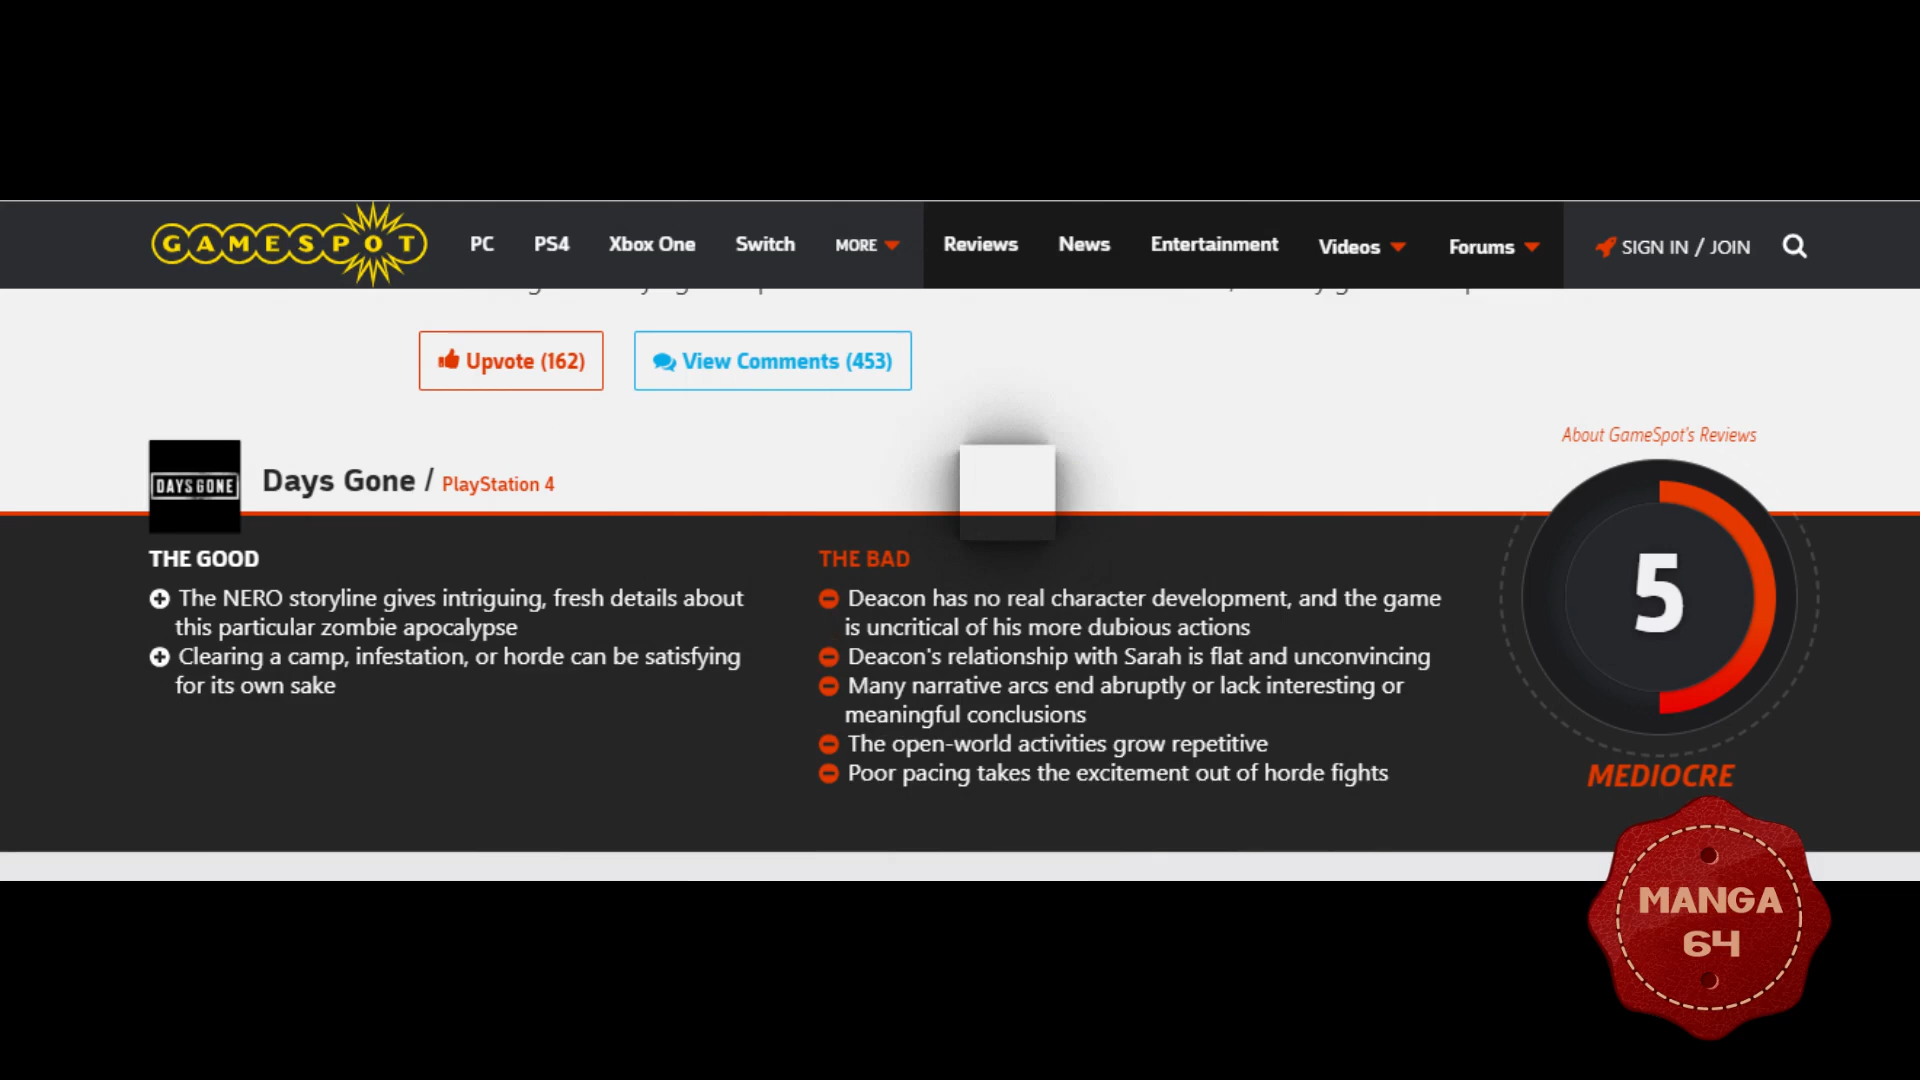 GAMESPOT PC PS4 Xbox One Switch MORE Reviews News Entertainment Videos Forums SIGN IN / JOIN
Upvote (162) View Comments (453)
About GameSpot's Reviews
DAYS GONE Days Gone / PlayStation 4
THE GOOD
The NERO storyline gives intriguing, fresh details about
this particular zombie apocalypse
Clearing a camp, infestation, or horde can be satisfying
for its own sake
THE BAD
Deacon has no real character development, and the game
is uncritical of his more dubious actions
Deacon's relationship with Sarah is flat and unconvincing
Many narrative arcs end abruptly or lack interesting or
meaningful conclusions
The open-world activities grow repetitive
Poor pacing takes the excitement out of horde fights
5
MEDIOCRE
MANGA
64